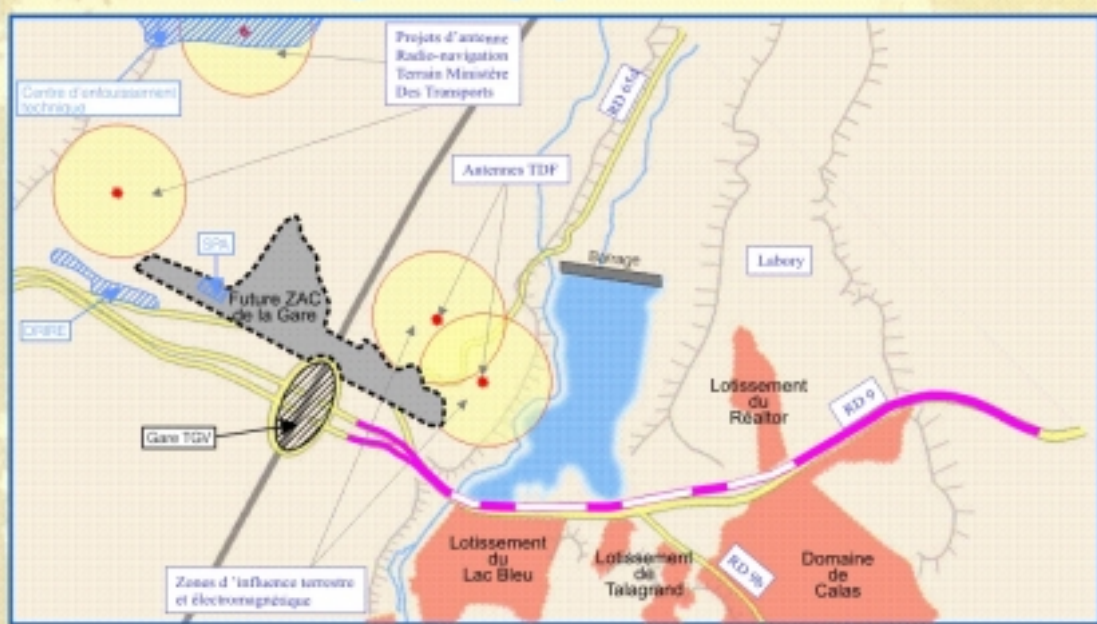 Projets d'antenne
Radio-navigation
Terrain Ministère
Des Transports
Centre d'enfouissement
technique
RD 65d
Antennes TDF
SPA
Barrage
Labory
Future ZAC
de la Gare
DRIRE
Lotissement
du
Réaltor
RD 9
Gare TGV
Lotissement
du
Lac Bleu
Lotissement
de
Talagrand
RD 9b
Domaine
de
Calas
Zones d 'influence terrestre
et électromagnétique